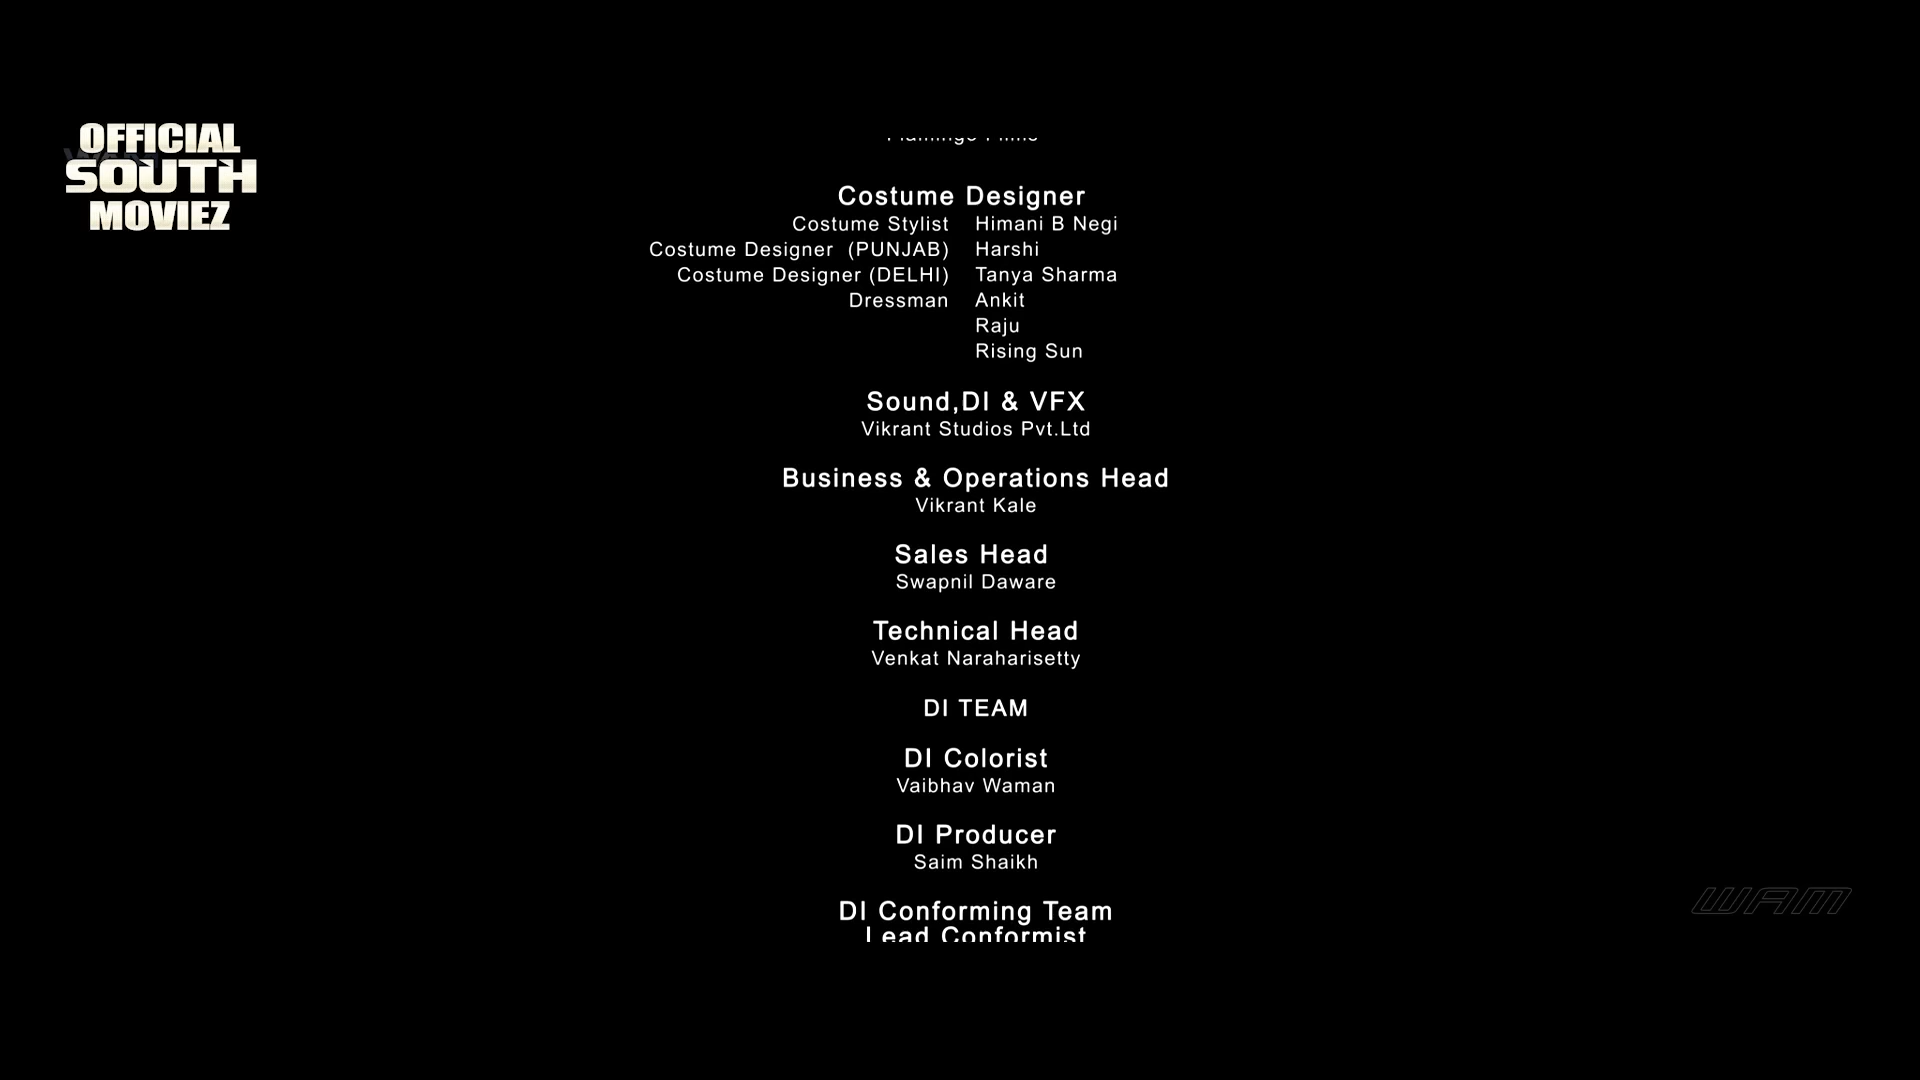 OFFICIAL
SOUTH
MOVIEZ
Flamingo Films
Costume Designer
Costume Stylist Himani B Negi
Costume Designer (PUNJAB) Harshi
Costume Designer (DELHI) Tanya Sharma
Dressman Ankit
Raju
Rising Sun
Sound,DI & VFX
Vikrant Studios Pvt.Ltd
Business & Operations Head
Vikrant Kale
Sales Head
Swapnil Daware
Technical Head
Venkat Naraharisetty
DI TEAM
DI Colorist
Vaibhav Waman
DI Producer
Saim Shaikh
DI Conforming Team
Lead Conformist
WAM